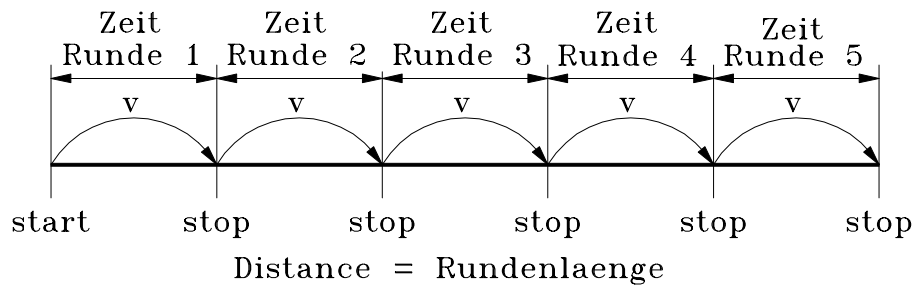 Zeit Zeit Zeit Zeit Zeit
Runde 1 Runde 2 Runde 3 Runde 4 Runde 5
v v v v v
start stop stop stop stop stop
Distance = Rundenlaenge